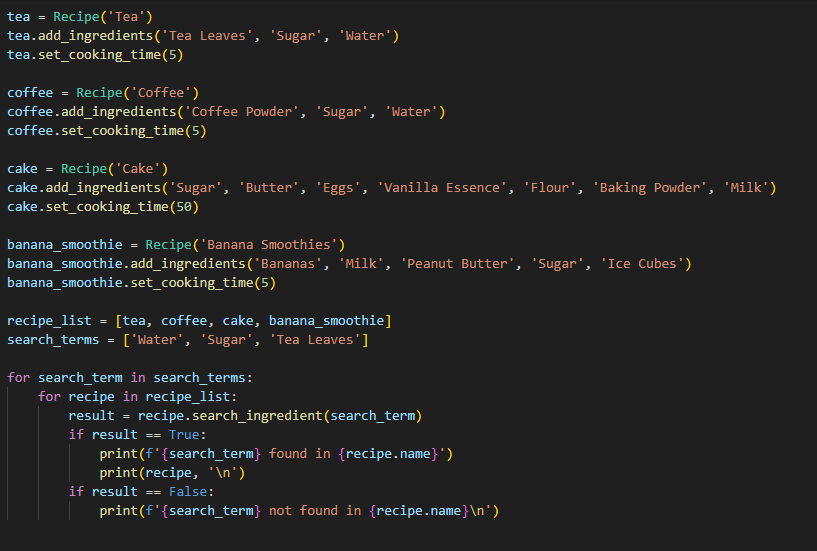 tea = Recipe('Tea')
tea.add_ingredients('Tea Leaves', 'Sugar', 'Water')
tea.set_cooking_time(5)

coffee = Recipe('Coffee')
coffee.add_ingredients('Coffee Powder', 'Sugar', 'Water')
coffee.set_cooking_time(5)

cake = Recipe('Cake')
cake.add_ingredients('Sugar', 'Butter', 'Eggs', 'Vanilla Essence', 'Flour', 'Baking Powder', 'Milk')
cake.set_cooking_time(50)

banana_smoothie = Recipe('Banana Smoothies')
banana_smoothie.add_ingredients('Bananas', 'Milk', 'Peanut Butter', 'Sugar', 'Ice Cubes')
banana_smoothie.set_cooking_time(5)

recipe_list = [tea, coffee, cake, banana_smoothie]
search_terms = ['Water', 'Sugar', 'Tea Leaves']

for search_term in search_terms:
    for recipe in recipe_list:
        result = recipe.search_ingredient(search_term)
        if result == True:
            print(f'{search_term} found in {recipe.name}')
            print(recipe, '\n')
        if result == False:
            print(f'{search_term} not found in {recipe.name}\n')